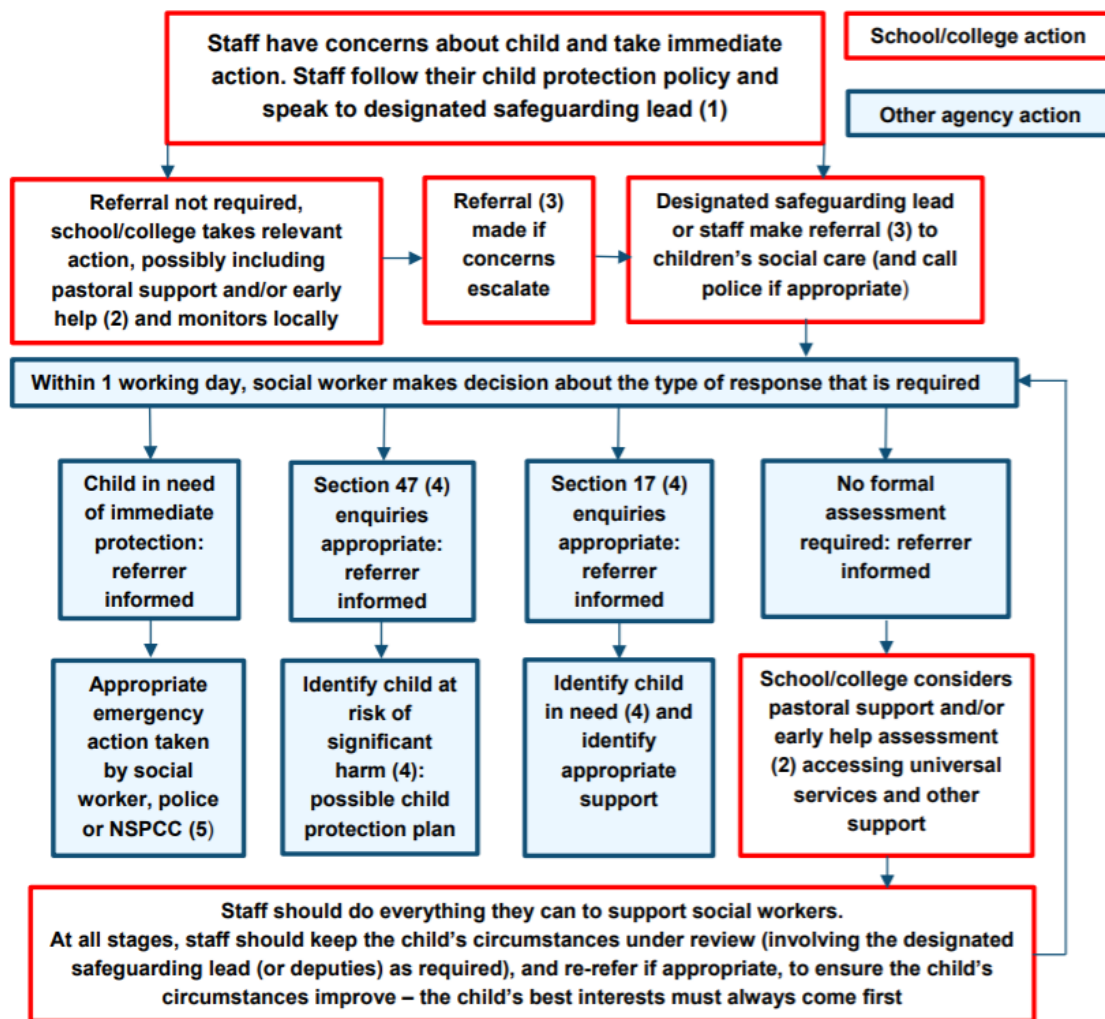 Staff have concerns about child and take immediate
action. Staff follow their child protection policy and
speak to designated safeguarding lead (1)
School/college action
Other agency action
Referral not required,
school/college takes relevant
action, possibly including
pastoral support and/or early
help (2) and monitors locally
Referral (3)
made if
concerns
escalate
Designated safeguarding lead
or staff make referral (3) to
children’s social care (and call
police if appropriate)
Within 1 working day, social worker makes decision about the type of response that is required
Child in need
of immediate
protection:
referrer
informed
Section 47 (4)
enquiries
appropriate:
referrer
informed
Section 17 (4)
enquiries
appropriate:
referrer
informed
No formal
assessment
required: referrer
informed
Appropriate
emergency
action taken
by social
worker, police
or NSPCC (5)
Identify child at
risk of
significant
harm (4):
possible child
protection plan
Identify child
in need (4) and
identify
appropriate
support
School/college considers
pastoral support and/or
early help assessment
(2) accessing universal
services and other
support
Staff should do everything they can to support social workers.
At all stages, staff should keep the child’s circumstances under review (involving the designated
safeguarding lead (or deputies) as required), and re-refer if appropriate, to ensure the child’s
circumstances improve – the child’s best interests must always come first